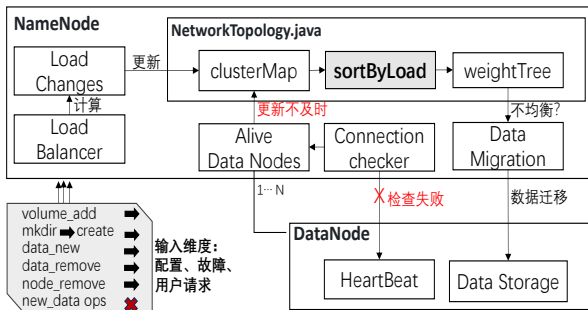 NameNode
NetworkTopology.java
Load
Changes
更新
clusterMap
sortByLoad
weightTree
计算
更新不及时
不均衡?
Load
Balancer
Alive
Data Nodes
Connection
checker
Data
Migration
1… N
检查失败
数据迁移
volume_add
mkdir create
data_new
data_remove
node_remove
new_data ops
输入维度:
配置、故障、
用户请求
DataNode
HeartBeat
Data Storage